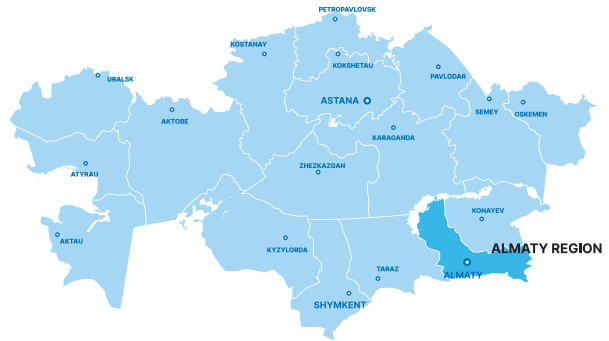 PETROPAVLOVSK
KOSTANAY
KOKSHETAU
PAVLODAR
URALSK
ASTANA
SEMEY
OSKEMEN
AKTOBE
KARAGANDA
ZHEZKAZGAN
ATYRAU
KONAYEV
AKTAU
KYZYLORDA
ALMATY REGION
TARAZ
ALMATY
SHYMKENT